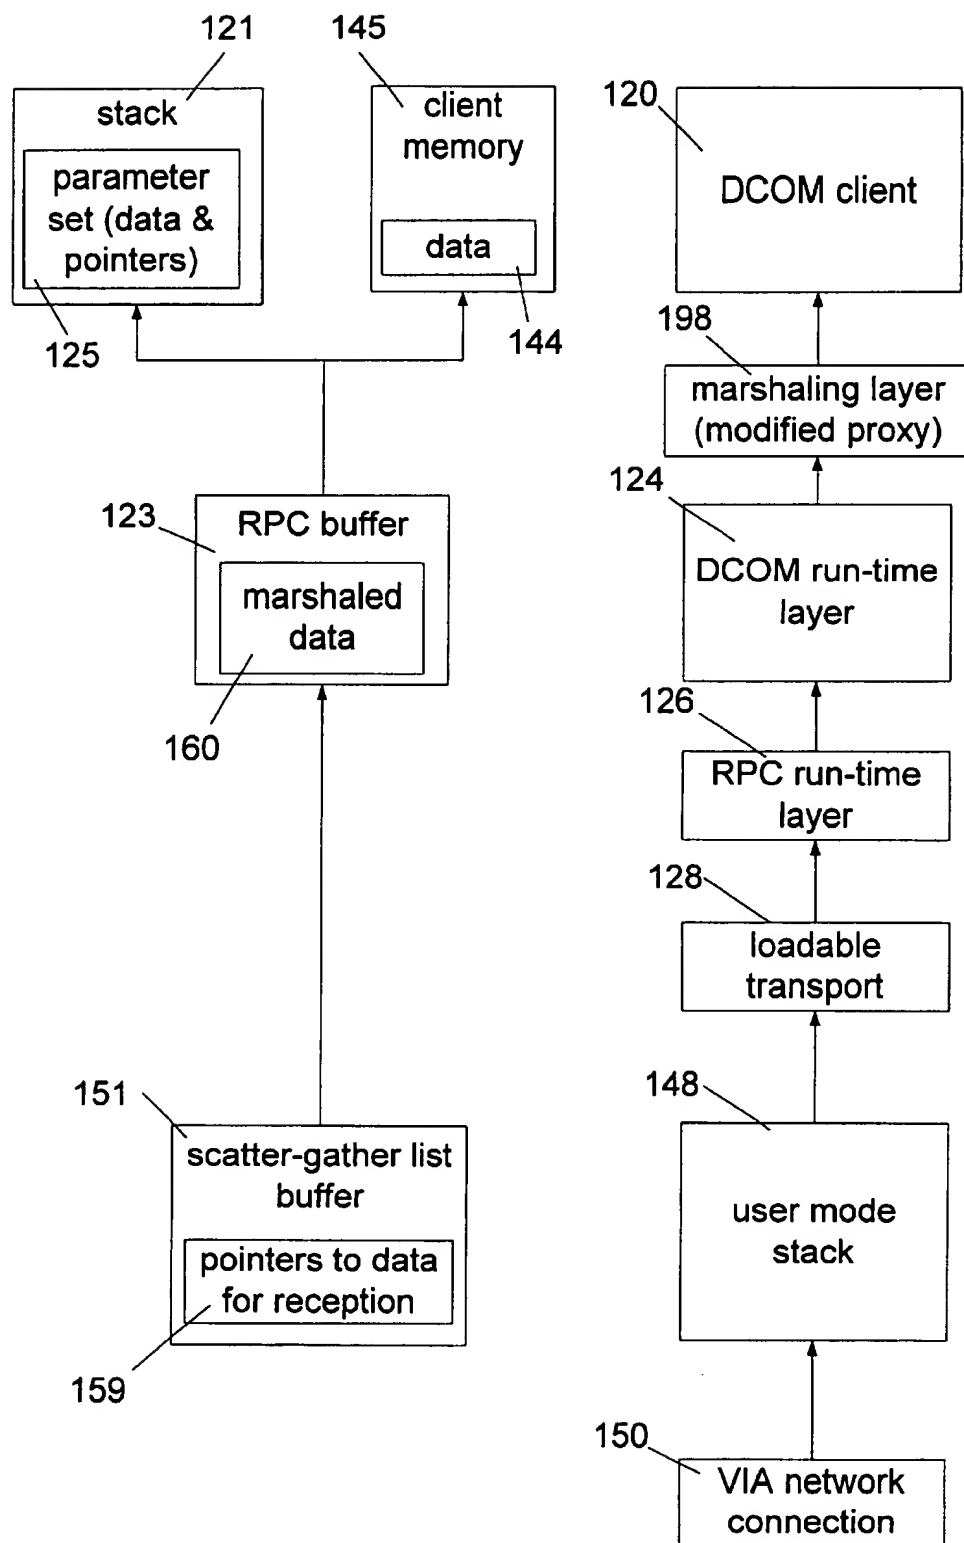 121
145
stack
parameter
set (data &
pointers)
125
client
memory
data
144
120
DCOM client
198
marshaling layer
(modified proxy)
123
RPC buffer
marshaled
data
160
124
DCOM run-time
layer
126
RPC run-time
layer
128
loadable
transport
151
scatter-gather list
buffer
pointers to data
for reception
159
148
user mode
stack
150
VIA network
connection